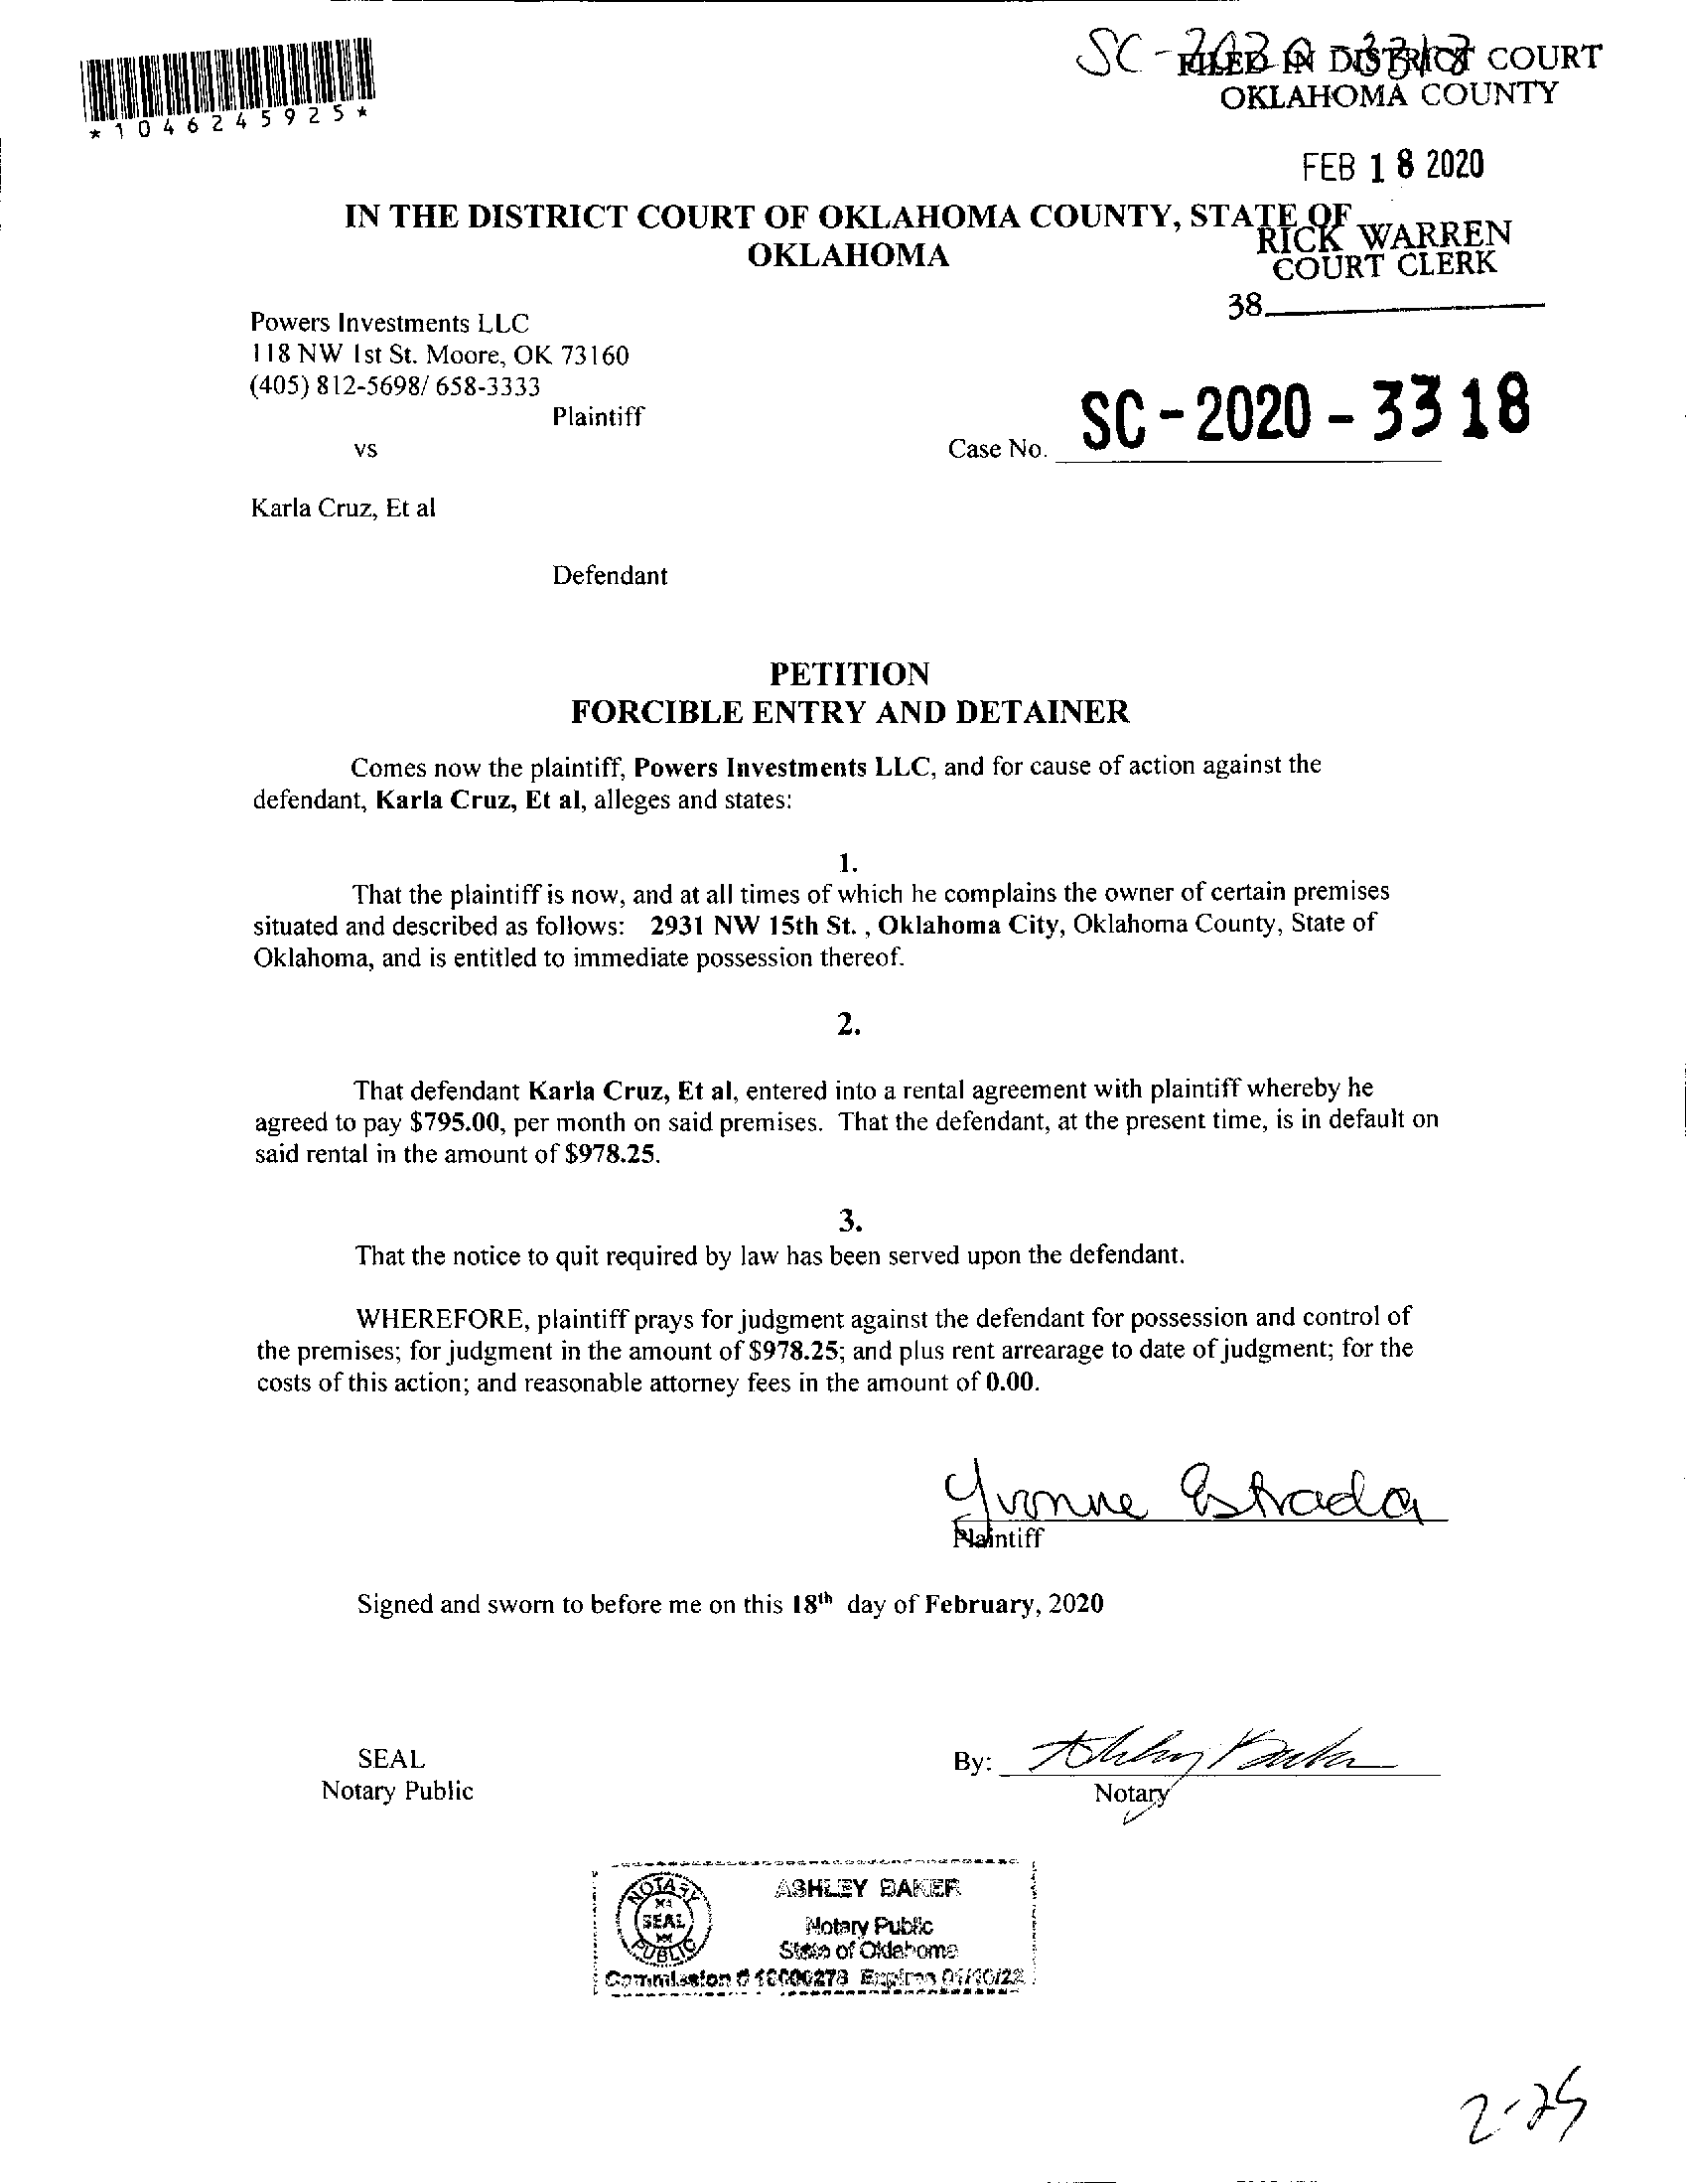 SC-2020-3318
FILED IN DISTRICT COURT
OKLAHOMA COUNTY
*1046245925*
FEB 18 2020
IN THE DISTRICT COURT OF OKLAHOMA COUNTY, STATE OF
OKLAHOMA
RICK WARREN
COURT CLERK
38
Powers Investments LLC
118 NW 1st St. Moore, OK 73160
(405) 812-5698/ 658-3333
Plaintiff
vs
Case No. SC-2020-3318
Karla Cruz, Et al
Defendant
PETITION
FORCIBLE ENTRY AND DETAINER
Comes now the plaintiff, Powers Investments LLC, and for cause of action against the
defendant, Karla Cruz, Et al, alleges and states:
1.
That the plaintiff is now, and at all times of which he complains the owner of certain premises
situated and described as follows: 2931 NW 15th St. , Oklahoma City, Oklahoma County, State of
Oklahoma, and is entitled to immediate possession thereof.
2.
That defendant Karla Cruz, Et al, entered into a rental agreement with plaintiff whereby he
agreed to pay $795.00, per month on said premises. That the defendant, at the present time, is in default on
said rental in the amount of $978.25.
3.
That the notice to quit required by law has been served upon the defendant.
WHEREFORE, plaintiff prays for judgment against the defendant for possession and control of
the premises; for judgment in the amount of $978.25; and plus rent arrearage to date of judgment; for the
costs of this action; and reasonable attorney fees in the amount of 0.00.
Yvonne Estrada
Plaintiff
Signed and sworn to before me on this 18th day of February, 2020
SEAL
Notary Public
By: Ashley Baker
Notary
NOTARY
SEAL
PUBLIC
ASHLEY BAKER
Notary Public
State of Oklahoma
Commission # Expires
2-25